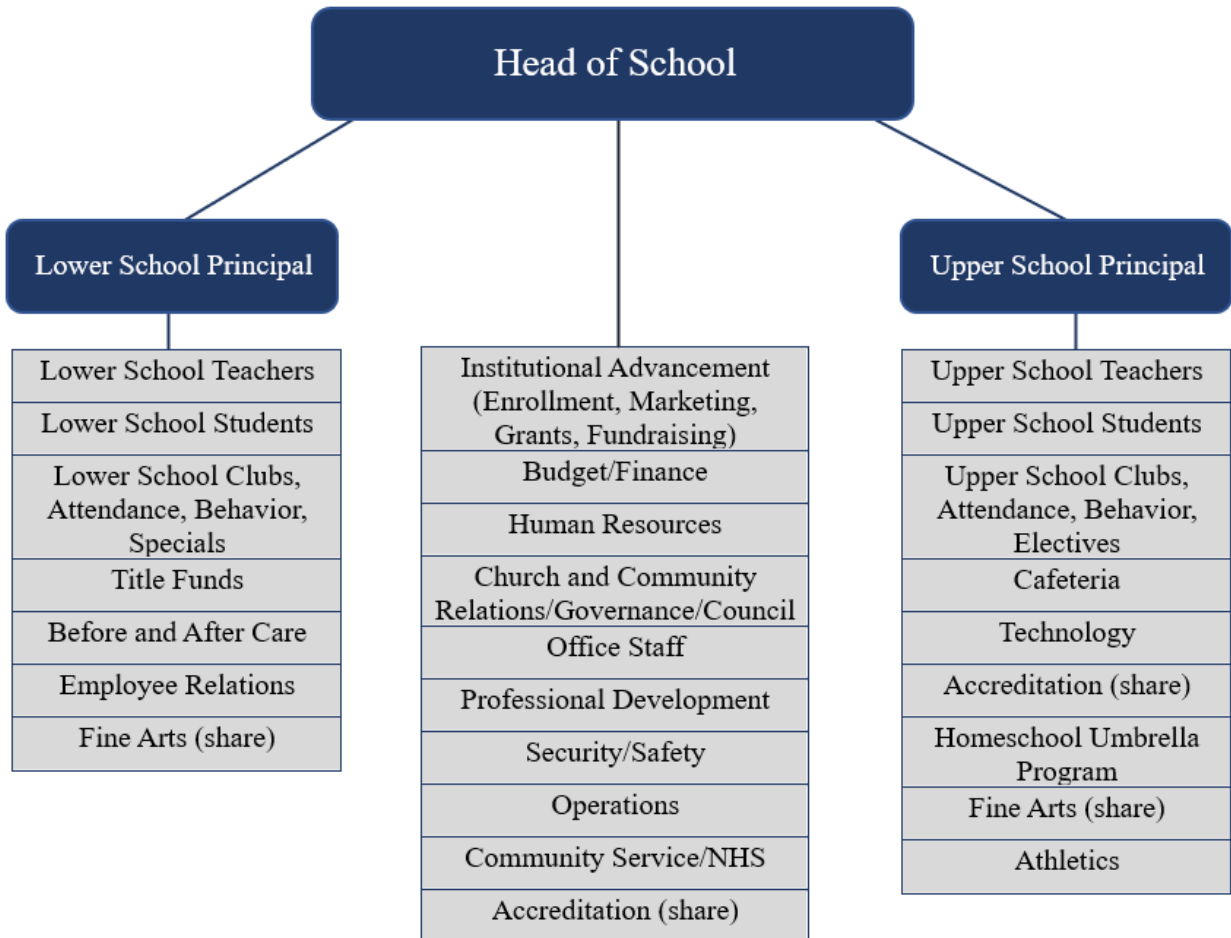 Head of School
Lower School Principal
Lower School Teachers
Lower School Students
Lower School Clubs,
Attendance, Behavior,
Specials
Title Funds
Before and After Care
Employee Relations
Fine Arts (share)
Institutional Advancement
(Enrollment, Marketing,
Grants, Fundraising)
Budget/Finance
Human Resources
Church and Community
Relations/Governance/Council
Office Staff
Professional Development
Security/Safety
Operations
Community Service/NHS
Accreditation (share)
Upper School Principal
Upper School Teachers
Upper School Students
Upper School Clubs,
Attendance, Behavior,
Electives
Cafeteria
Technology
Accreditation (share)
Homeschool Umbrella
Program
Fine Arts (share)
Athletics